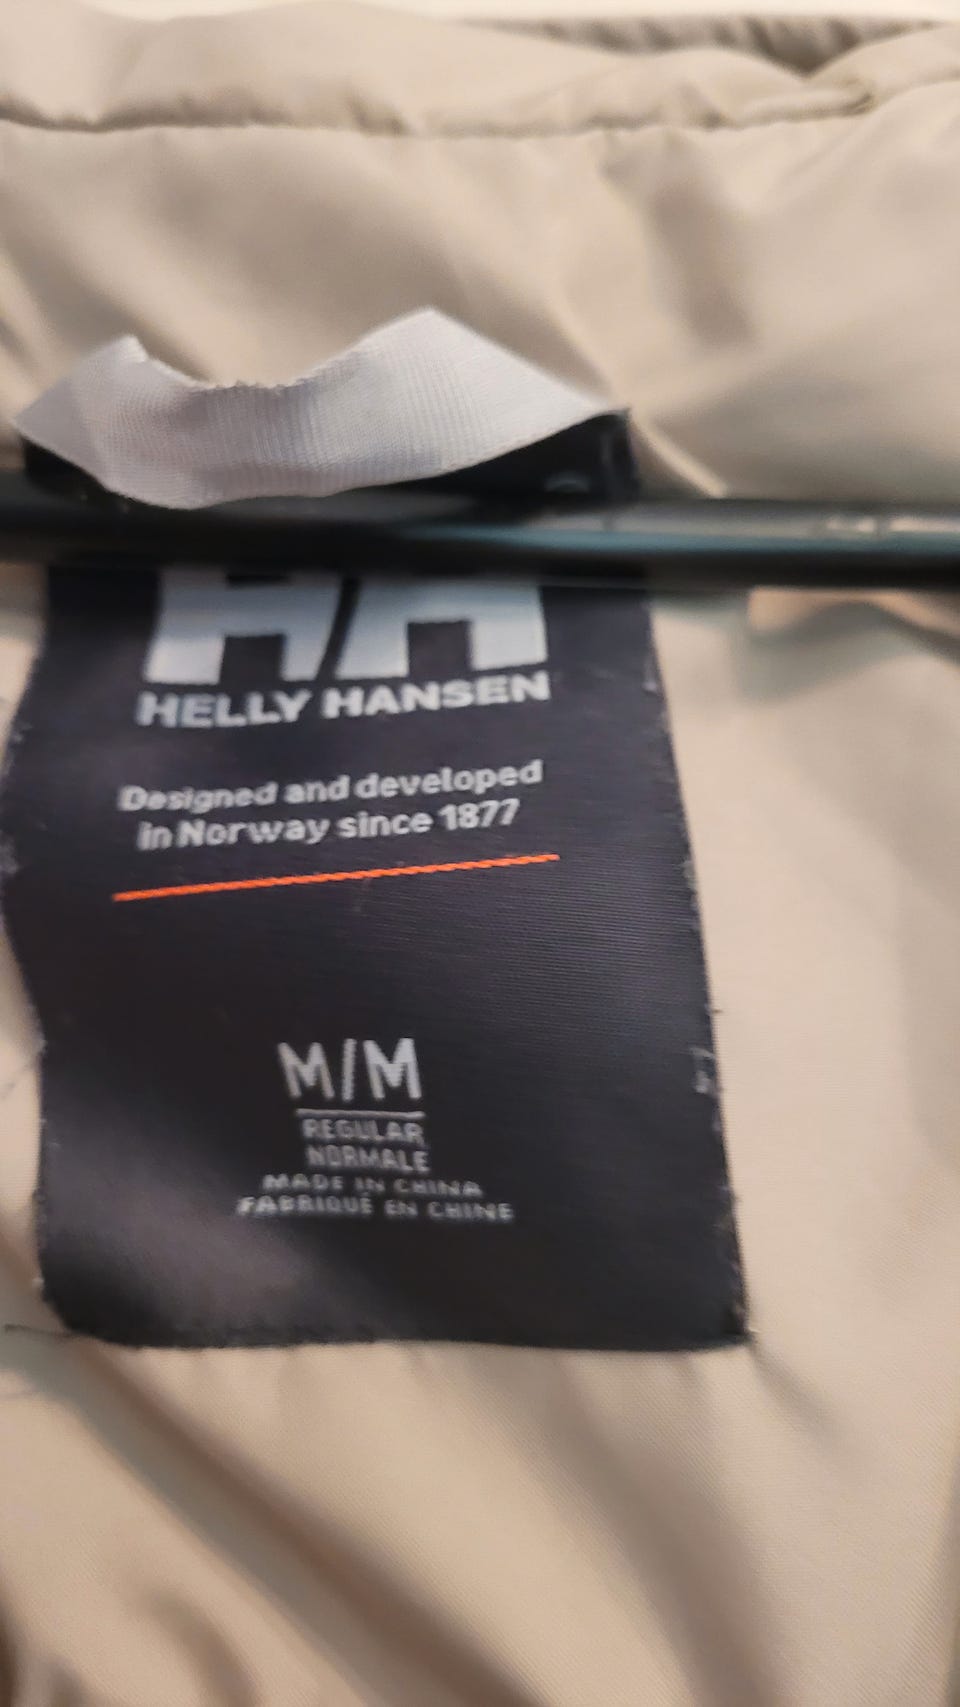 HH
HELLY HANSEN
Designed and developed
in Norway since 1877
M/M
REGULAR
NORMALE
MADE IN CHINA
FABRIQUÉ EN CHINE